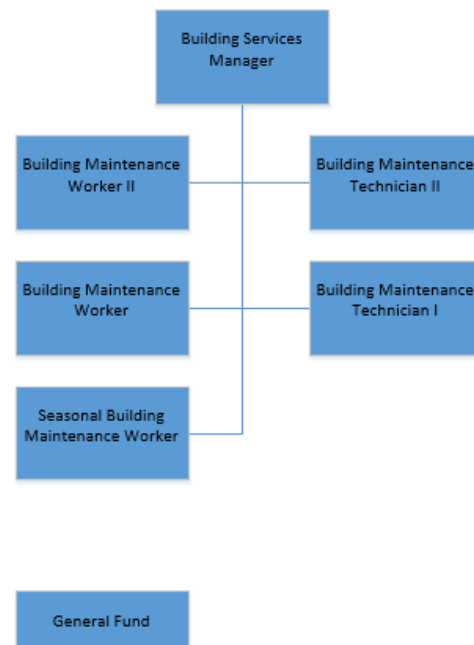 Building Services
Manager
Building Maintenance
Worker II
Building Maintenance
Technician II
Building Maintenance
Worker
Building Maintenance
Technician I
Seasonal Building
Maintenance Worker
General Fund